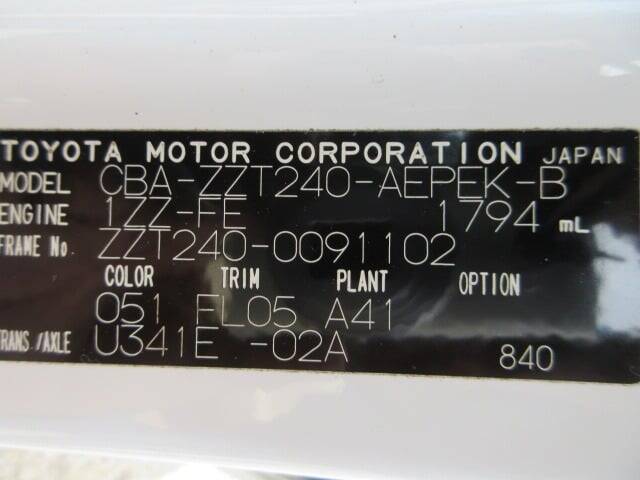 TOYOTA MOTOR CORPORATION JAPAN
MODEL CBA-ZZT240-AEPEK-B
ENGINE 1ZZ-FE 1794 mL
FRAME No. ZZT240-0091102
COLOR TRIM PLANT OPTION
051 FL05 A41
TRANS./AXLE U341E -02A 840